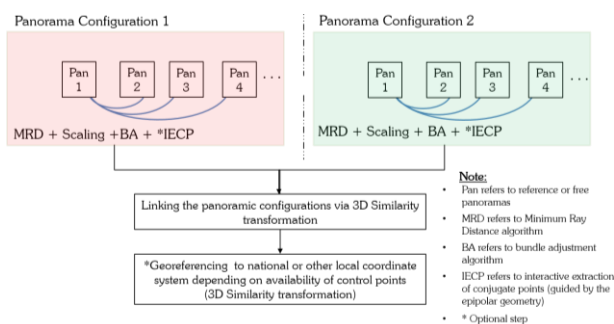 Panorama Configuration 1
Pan
1
Pan
2
Pan
3
Pan
4
...
MRD + Scaling +BA + *IECP
Panorama Configuration 2
Pan
1
Pan
2
Pan
3
Pan
4
...
MRD + Scaling + BA + *IECP
Linking the panoramic configurations via 3D Similarity
transformation
*Georeferencing to national or other local coordinate
system depending on availability of control points
(3D Similarity transformation)
Note:
• Pan refers to reference or free
panoramas
• MRD refers to Minimum Ray
Distance algorithm
• BA refers to bundle adjustment
algorithm
• IECP refers to interactive extraction
of conjugate points (guided by the
epipolar geometry)
• * Optional step